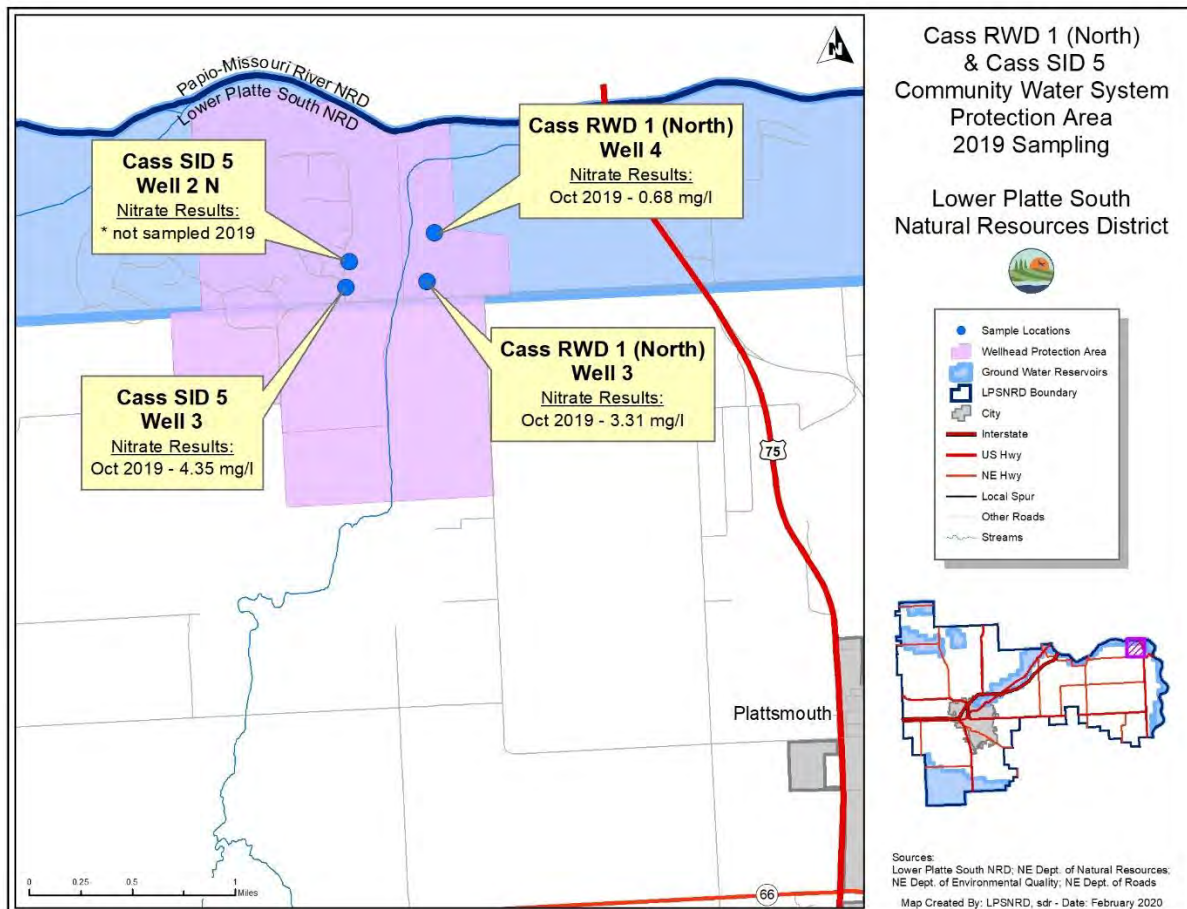 Papio-Missouri River NRD
Lower Platte South NRD
N
Cass SID 5
Well 2 N
Nitrate Results:
* not sampled 2019
Cass RWD 1 (North)
Well 4
Nitrate Results:
Oct 2019 - 0.68 mg/l
Cass SID 5
Well 3
Nitrate Results:
Oct 2019 - 4.35 mg/l
Cass RWD 1 (North)
Well 3
Nitrate Results:
Oct 2019 - 3.31 mg/l
75
Plattsmouth
66
0 0.25 0.5 1
Miles
Cass RWD 1 (North)
& Cass SID 5
Community Water System
Protection Area
2019 Sampling
Lower Platte South
Natural Resources District
Sample Locations
Wellhead Protection Area
Ground Water Reservoirs
LPSNRD Boundary
City
Interstate
US Hwy
NE Hwy
Local Spur
Other Roads
Streams
Sources:
Lower Platte South NRD; NE Dept. of Natural Resources;
NE Dept. of Environmental Quality; NE Dept. of Roads
Map Created By: LPSNRD, sdr - Date: February 2020